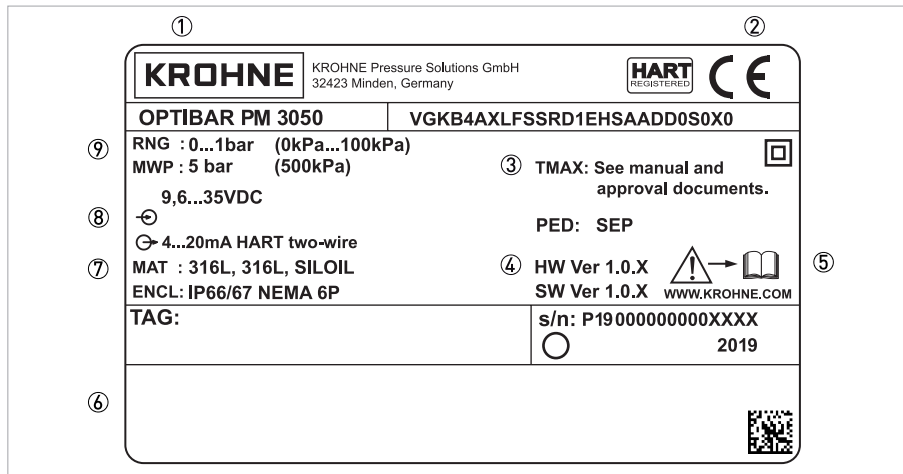 ① ②
KROHNE KROHNE Pressure Solutions GmbH
32423 Minden, Germany
HART
REGISTERED
CE
OPTIBAR PM 3050 VGKB4AXLFSSRD1EHSAADD0S0X0
⑨ RNG : 0...1bar (0kPa...100kPa)
MWP : 5 bar (500kPa)
③ TMAX: See manual and
approval documents.
9,6...35VDC
⑧
PED: SEP
4...20mA HART two-wire
⑦ MAT : 316L, 316L, SILOIL
④ HW Ver 1.0.X
⑤
ENCL: IP66/67 NEMA 6P
SW Ver 1.0.X WWW.KROHNE.COM
TAG:
s/n: P19000000000XXXX
2019
⑥